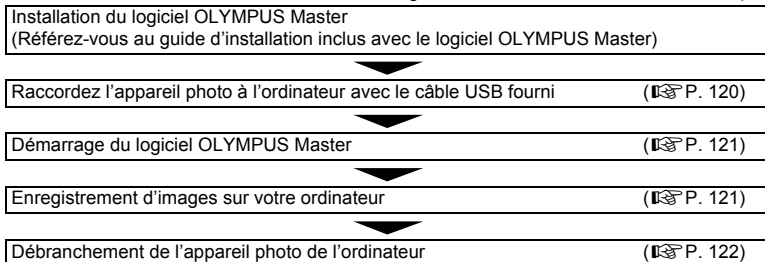 Installation du logiciel OLYMPUS Master
(Référez-vous au guide d'installation inclus avec le logiciel OLYMPUS Master)
Raccordez l'appareil photo à l'ordinateur avec le câble USB fourni (☞P. 120)
Démarrage du logiciel OLYMPUS Master (☞P. 121)
Enregistrement d'images sur votre ordinateur (☞P. 121)
Débranchement de l'appareil photo de l'ordinateur (☞P. 122)